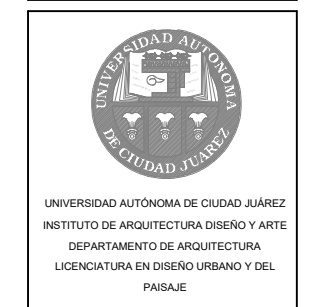 UNIVERSIDAD AUTÓNOMA
DE CIUDAD JUÁREZ
UNIVERSIDAD AUTÓNOMA DE CIUDAD JUÁREZ
INSTITUTO DE ARQUITECTURA DISEÑO Y ARTE
DEPARTAMENTO DE ARQUITECTURA
LICENCIATURA EN DISEÑO URBANO Y DEL
PAISAJE